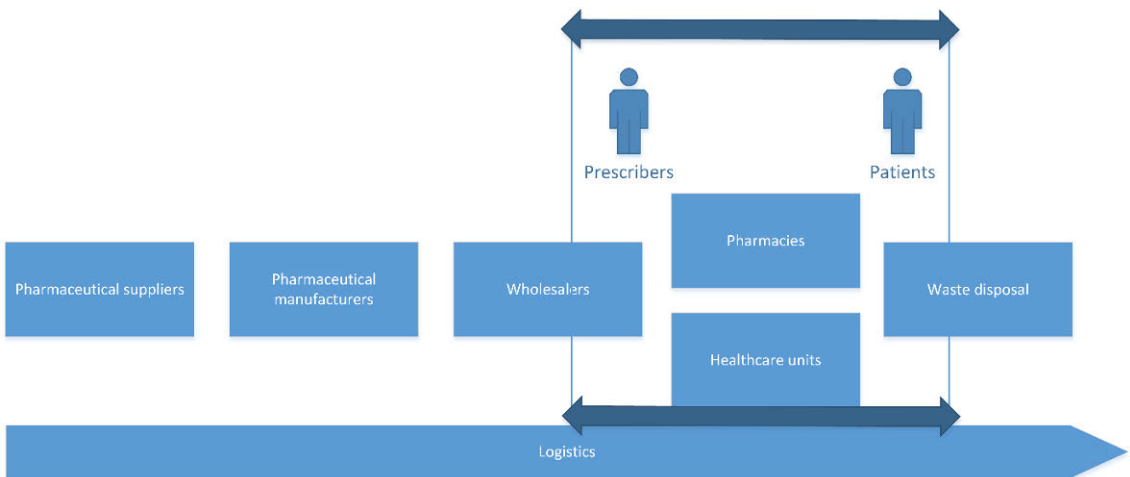 Prescribers
Patients
Pharmacies
Pharmaceutical suppliers
Pharmaceutical
manufacturers
Wholesalers
Waste disposal
Healthcare units
Logistics